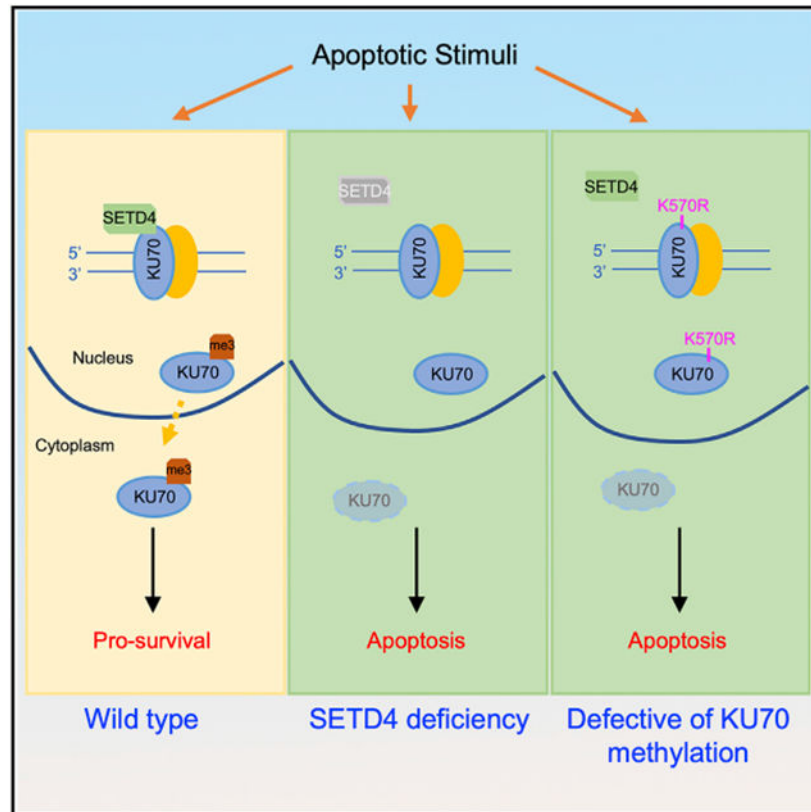 Apoptotic Stimuli
SETD4
KU70
5’
3’
Nucleus
me3
KU70
Cytoplasm
me3
KU70
Pro-survival
Wild type
SETD4
KU70
5’
3’
KU70
KU70
Apoptosis
SETD4 deficiency
SETD4
K570R
KU70
5’
3’
K570R
KU70
KU70
Apoptosis
Defective of KU70
methylation